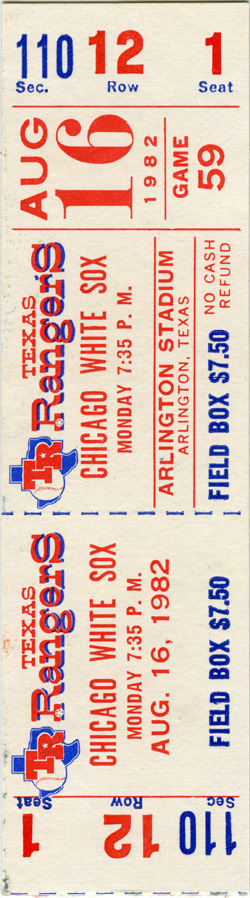 110 12 1
Sec. Row Seat
AUG
16
1982
GAME
59
TEXAS
Rangers
TR
CHICAGO WHITE SOX
MONDAY 7:35 P. M.
ARLINGTON STADIUM
ARLINGTON, TEXAS
NO CASH
REFUND
FIELD BOX $7.50
TEXAS
Rangers
TR
CHICAGO WHITE SOX
MONDAY 7:35 P. M.
AUG. 16, 1982
FIELD BOX $7.50
Sec. Row Seat
110 12 1